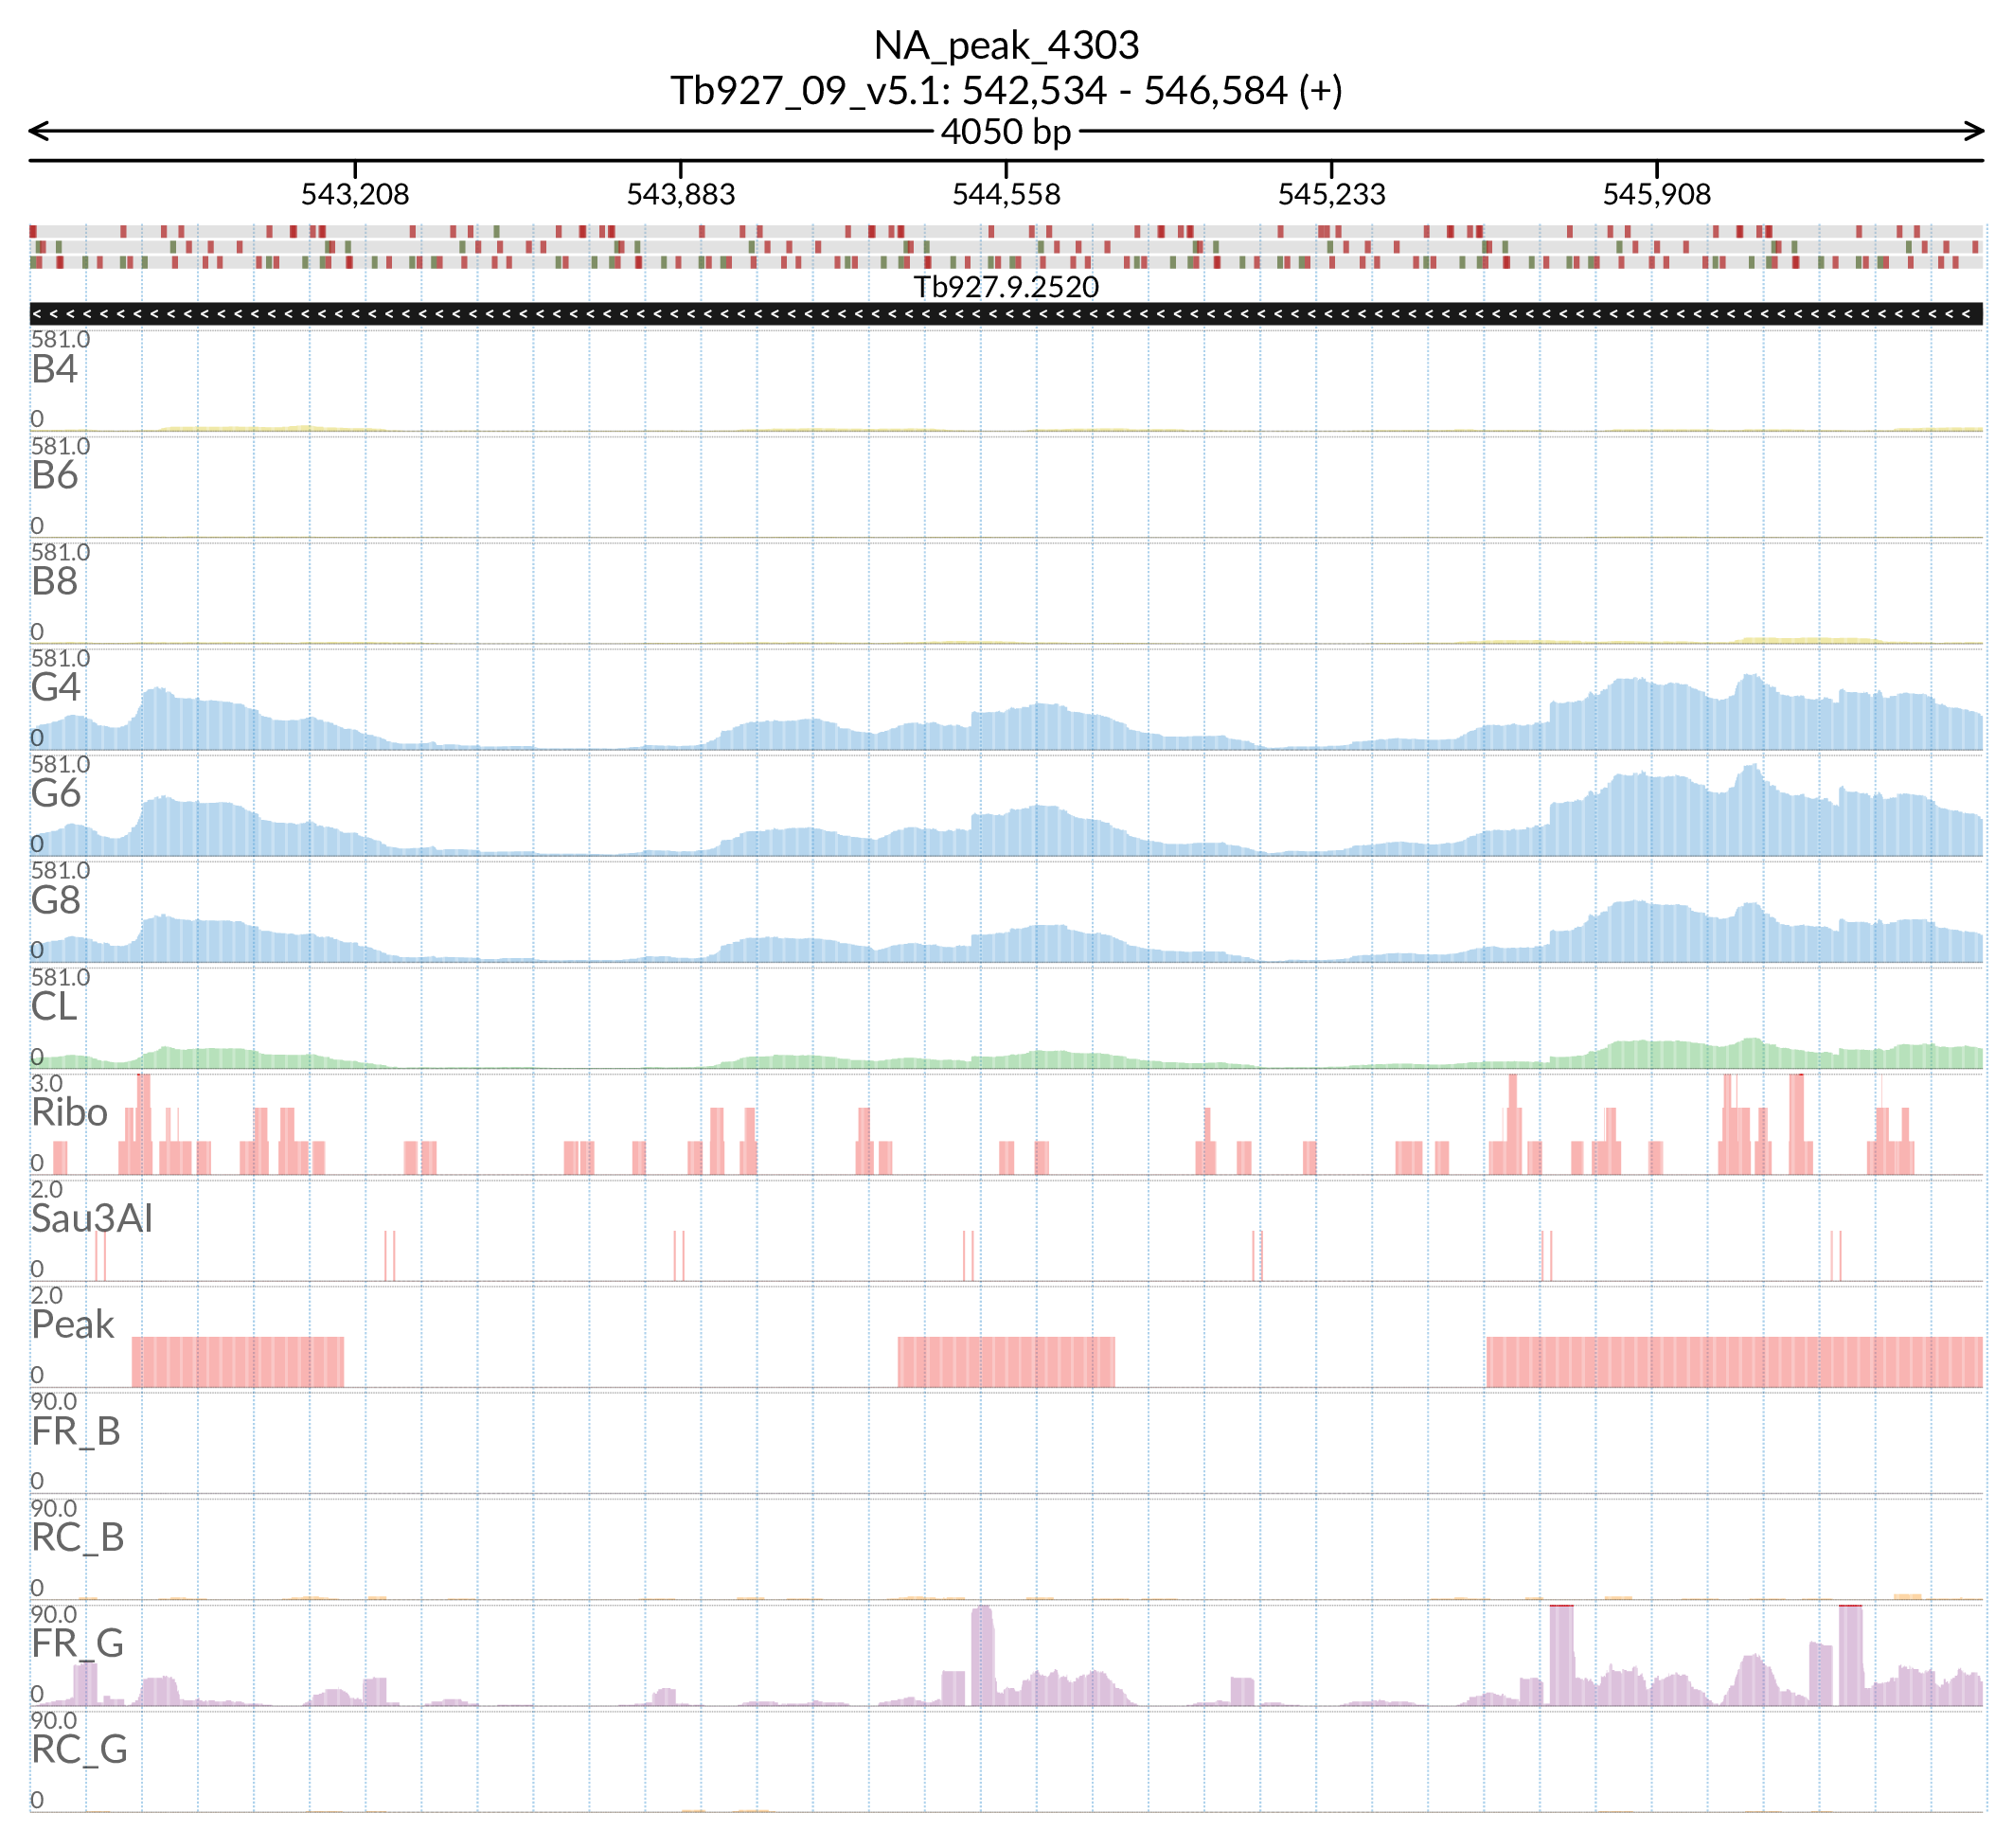 NA_peak_4303
Tb927_09_v5.1: 542,534 - 546,584 (+)
4050 bp
543,208 543,883 544,558 545,233 545,908
Tb927.9.2520
581.0
B4
0
581.0
B6
0
581.0
B8
0
581.0
G4
0
581.0
G6
0
581.0
G8
0
581.0
CL
0
3.0
Ribo
0
2.0
Sau3AI
0
2.0
Peak
0
90.0
FR_B
0
90.0
RC_B
0
90.0
FR_G
0
90.0
RC_G
0